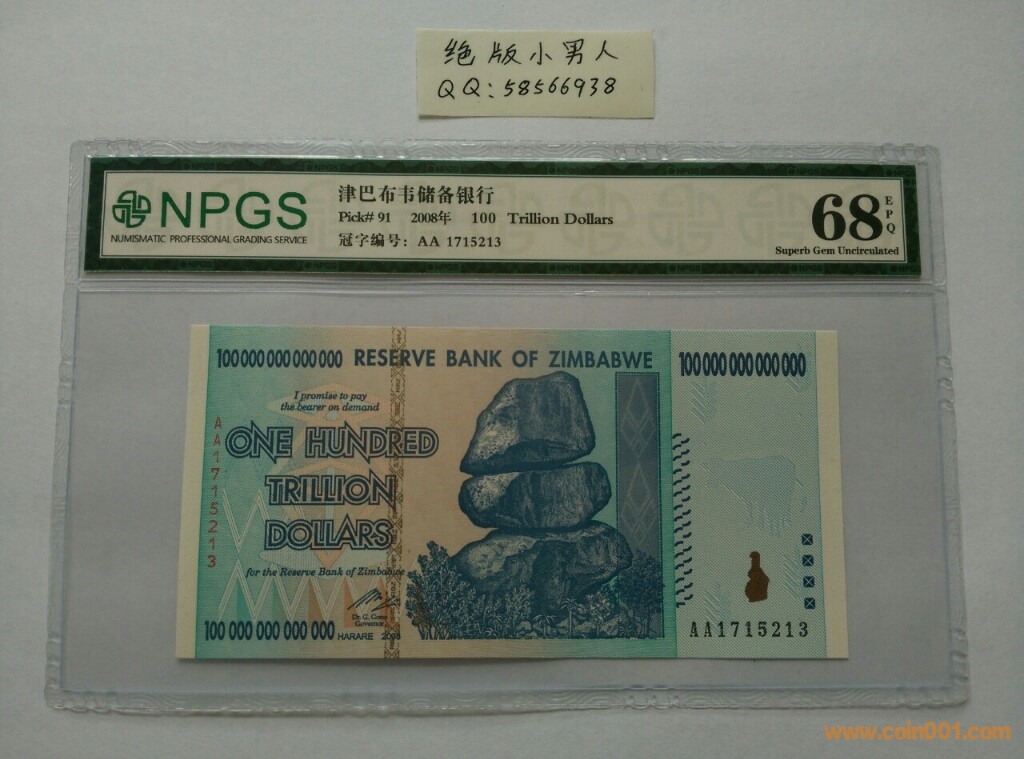 绝版小男人
QQ:58566938
NPGS
NUMISMATIC PROFESSIONAL GRADING SERVICE
津巴布韦储备银行
Pick# 91 2008年 100 Trillion Dollars
冠字编号: AA 1715213
68 EPQ
Superb Gem Uncirculated
100 000 000 000 000 RESERVE BANK OF ZIMBABWE 100 000 000 000 000
I promise to pay
the bearer on demand
ONE HUNDRED
TRILLION
DOLLARS
AA1715213
for the Reserve Bank of Zimbabwe
Dr. G. Gono
Governor
100 000 000 000 000 HARARE 2008
AA1715213
www.coin001.com